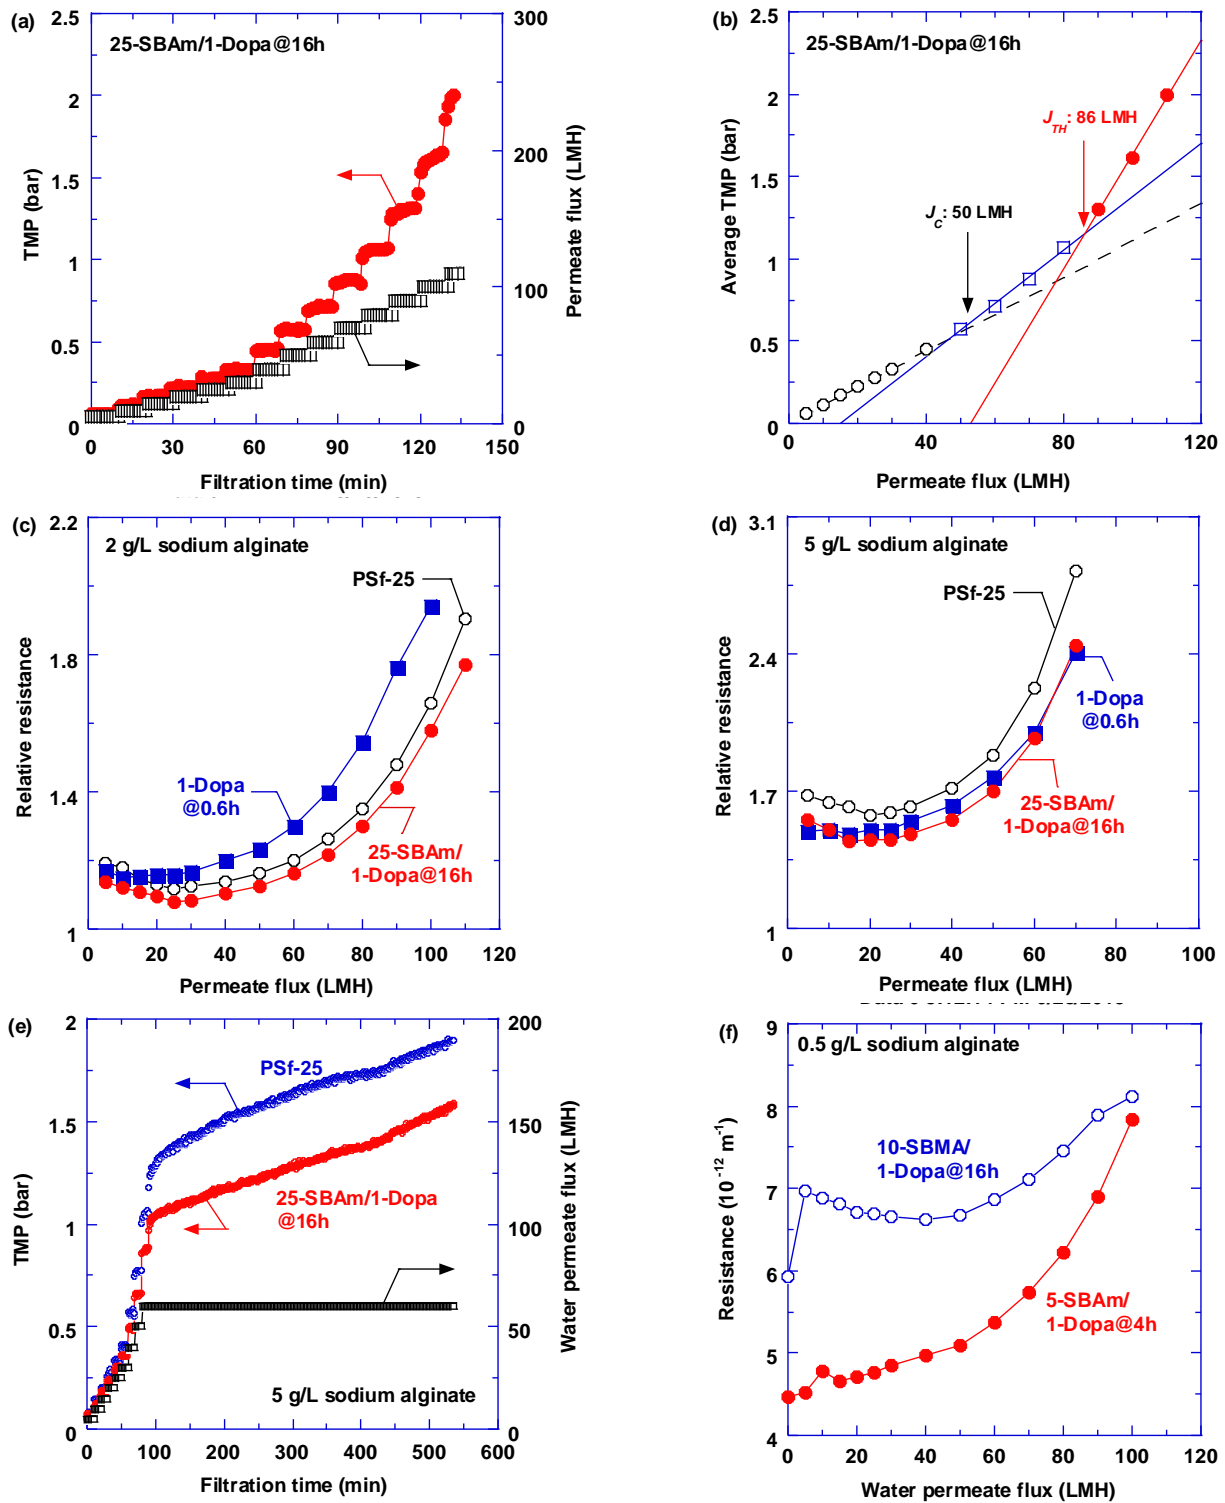 (a)
25-SBAm/1-Dopa@16h
TMP (bar)
2.5
2
1.5
1
0.5
0
Permeate flux (LMH)
300
200
100
0
0 30 60 90 120 150
Filtration time (min)
(b)
25-SBAm/1-Dopa@16h
Average TMP (bar)
2.5
2
1.5
1
0.5
0
J_TH: 86 LMH
J_C: 50 LMH
0 40 80 120
Permeate flux (LMH)
(c)
2 g/L sodium alginate
Relative resistance
2.2
1.8
1.4
1
PSf-25
1-Dopa
@0.6h
25-SBAm/
1-Dopa@16h
0 20 40 60 80 100 120
Permeate flux (LMH)
(d)
5 g/L sodium alginate
Relative resistance
3.1
2.4
1.7
1
PSf-25
1-Dopa
@0.6h
25-SBAm/
1-Dopa@16h
0 20 40 60 80 100
Permeate flux (LMH)
(e)
TMP (bar)
2
1.5
1
0.5
0
PSf-25
25-SBAm/1-Dopa
@16h
5 g/L sodium alginate
Water permeate flux (LMH)
200
150
100
50
0
0 100 200 300 400 500 600
Filtration time (min)
(f)
0.5 g/L sodium alginate
Resistance (10⁻¹² m⁻¹)
9
8
7
6
5
4
10-SBMA/
1-Dopa@16h
5-SBAm/
1-Dopa@4h
0 20 40 60 80 100 120
Water permeate flux (LMH)